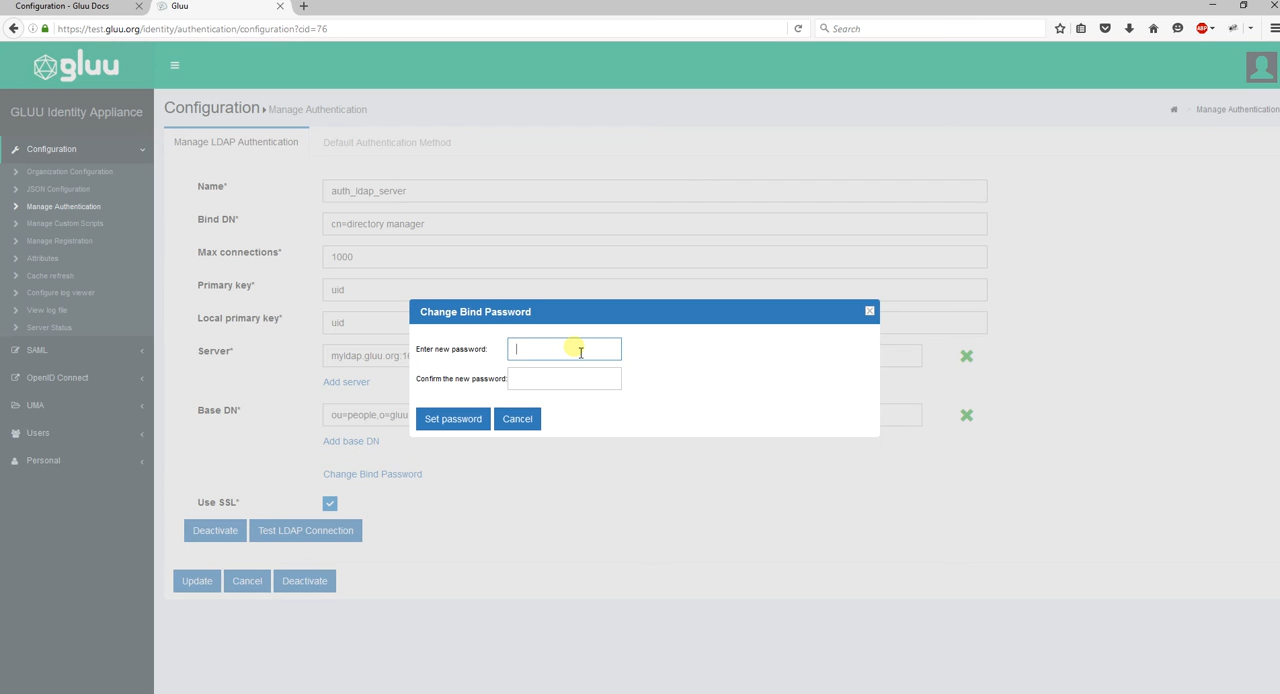 Configuration - Gluu Docs
Gluu
https://test.gluu.org/identity/authentication/configuration?cid=76
Search
ABP
gluu
GLUU Identity Appliance
Configuration
Organization Configuration
JSON Configuration
Manage Authentication
Manage Custom Scripts
Manage Registration
Attributes
Cache refresh
Configure log viewer
View log file
Server Status
SAML
OpenID Connect
UMA
Users
Personal
Configuration Manage Authentication
Manage Authentication
Manage LDAP Authentication
Default Authentication Method
Name*
auth_ldap_server
Bind DN*
cn=directory manager
Max connections*
1000
Primary key*
uid
Local primary key*
uid
Server*
myldap.gluu.org:16
Add server
Base DN*
ou=people,o=gluu
Add base DN
Change Bind Password
Use SSL*
Deactivate
Test LDAP Connection
Update
Cancel
Deactivate
Change Bind Password
Enter new password:
Confirm the new password:
Set password
Cancel